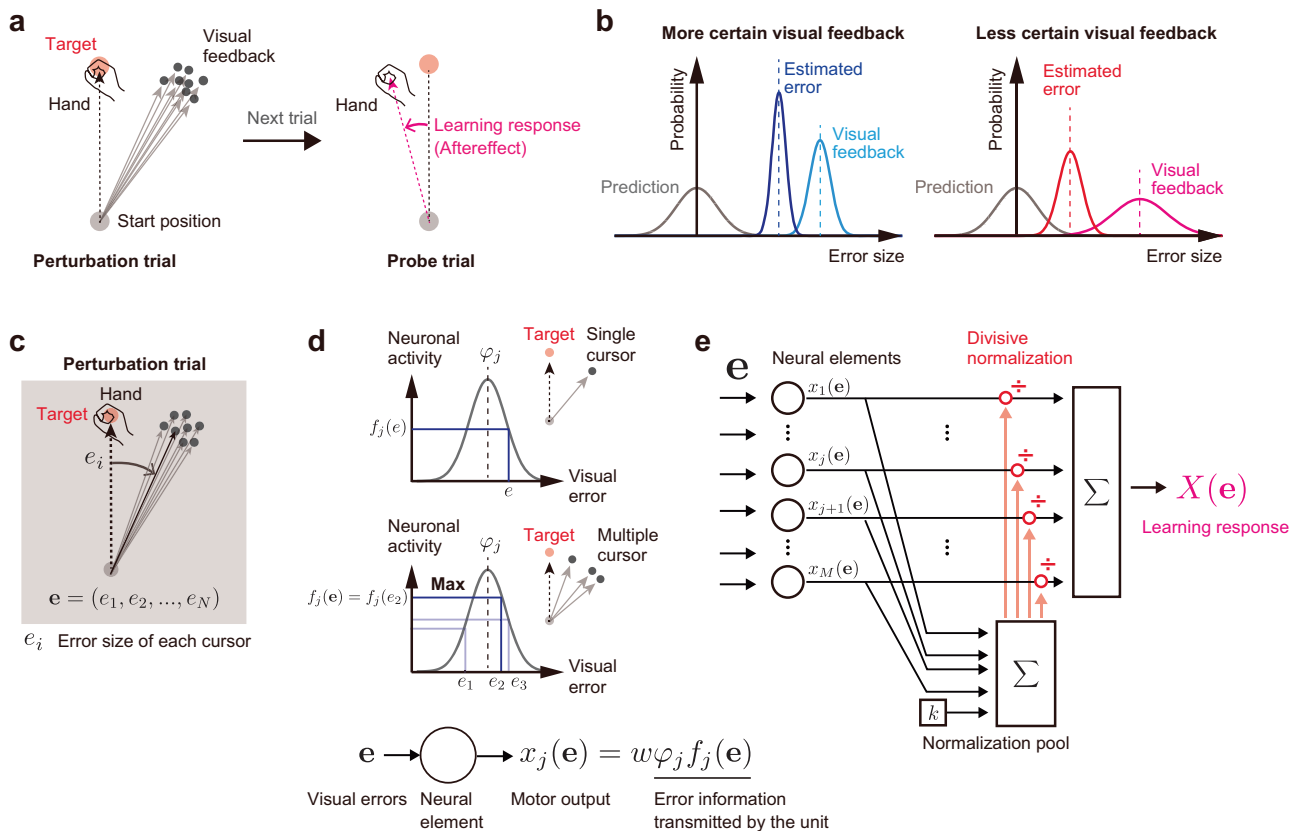 a
Target
Visual
feedback
Hand
Start position
Perturbation trial
Next trial
Hand
Learning response
(Aftereffect)
Probe trial
b
More certain visual feedback
Probability
Estimated
error
Visual
feedback
Prediction
Error size
Less certain visual feedback
Probability
Estimated
error
Visual
feedback
Prediction
Error size
c
Perturbation trial
Hand
Target
e_i
e = (e_1, e_2, ..., e_N)
e_i Error size of each cursor
d
Neuronal
activity
φ_j
Target
Single
cursor
f_j(e)
e
Visual
error
Neuronal
activity
φ_j
Target
Multiple
cursor
Max
f_j(e) = f_j(e_2)
e_1 e_2 e_3
Visual
error
e
x_j(e) = wφ_j f_j(e)
Visual errors
Neural
element
Motor output
Error information
transmitted by the unit
e
e
Neural elements
Divisive
normalization
x_1(e)
÷
x_j(e)
÷
x_{j+1}(e)
÷
x_M(e)
÷
Σ
X(e)
Learning response
Σ
k
Normalization pool